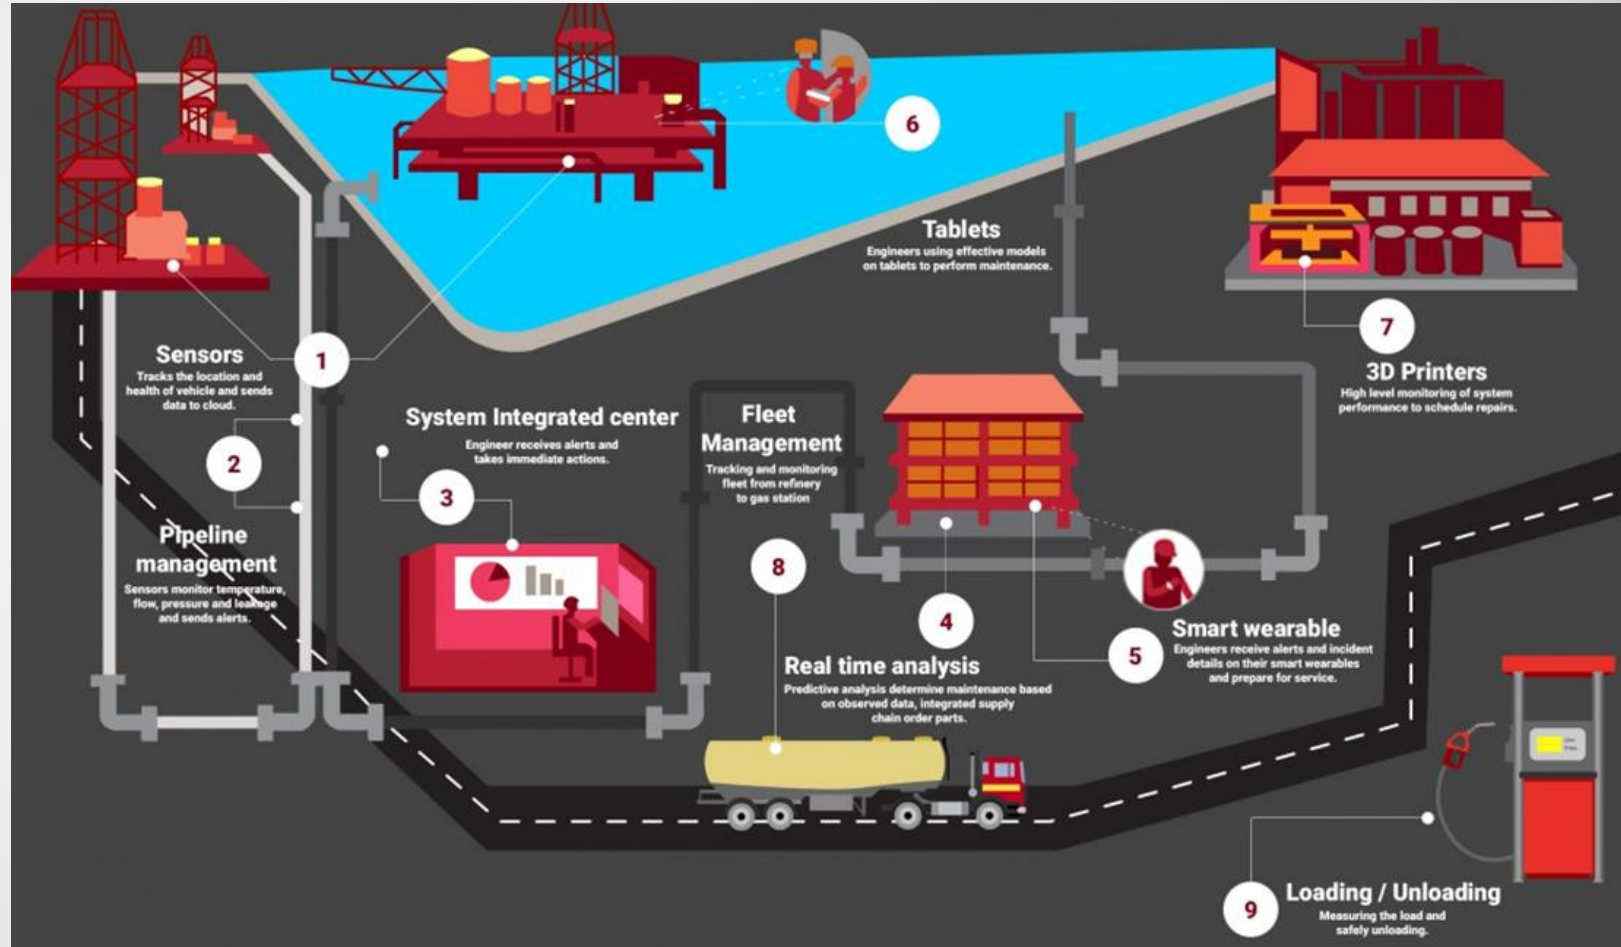 6
Tablets
Engineers using effective models
on tablets to perform maintenance.
7
3D Printers
High level monitoring of system
performance to schedule repairs.
1
Sensors
Tracks the location and
health of vehicle and sends
data to cloud.
2
Pipeline
management
Sensors monitor temperature,
flow, pressure and leakage
and sends alerts.
System Integrated center
Engineer receives alerts and
takes immediate actions.
3
Fleet
Management
Tracking and monitoring
fleet from refinery
to gas station
8
4
Real time analysis
Predictive analysis determine maintenance based
on observed data, integrated supply
chain order parts.
5
Smart wearable
Engineers receive alerts and incident
details on their smart wearables
and prepare for service.
9
Loading / Unloading
Measuring the load and
safely unloading.